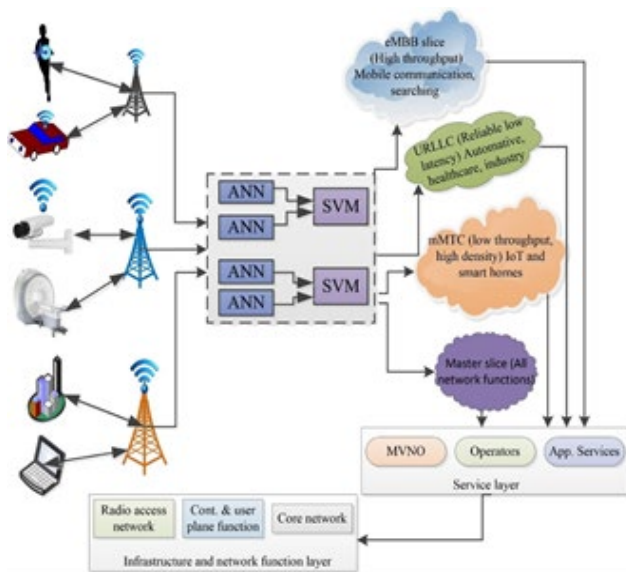 eMBB slice
(High throughput)
Mobile communication,
searching
URLLC (Reliable low
latency) Automative,
healthcare, industry
ANN
ANN
SVM
ANN
ANN
SVM
mMTC (low throughput,
high density) IoT and
smart homes
Master slice (All
network functions)
MVNO
Operators
App. Services
Service layer
Radio access
network
Cont. & user
plane function
Core network
Infrastructure and network function layer